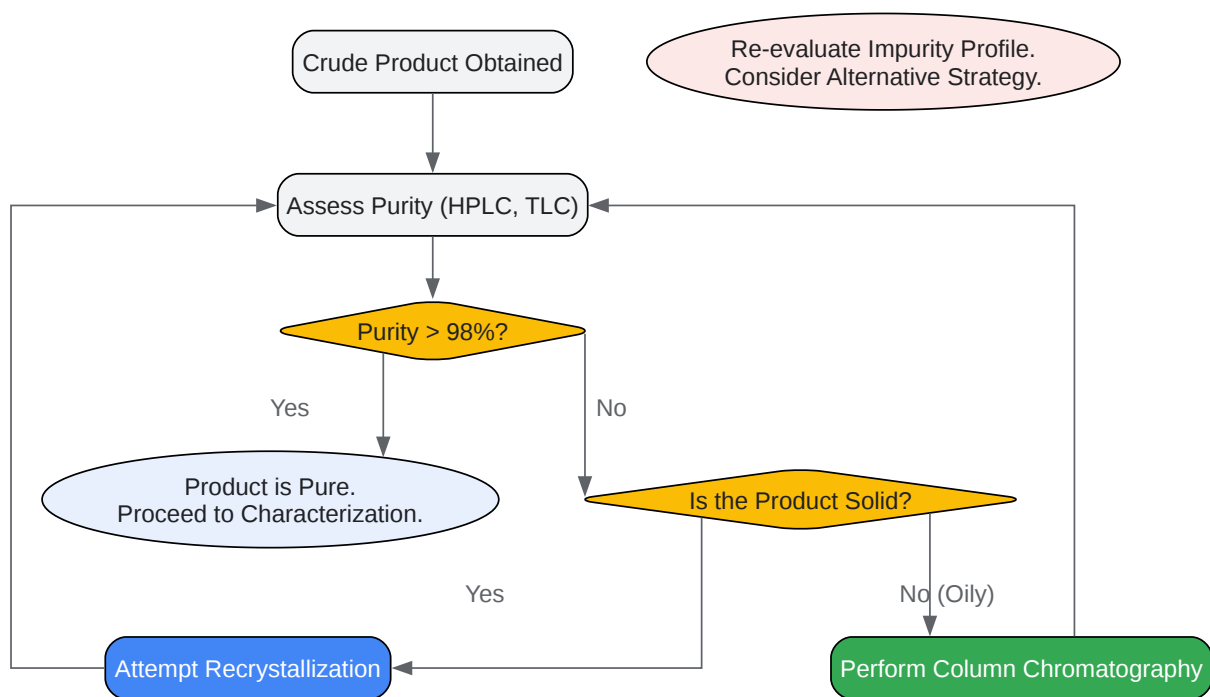 Crude Product Obtained
Re-evaluate Impurity Profile.
Consider Alternative Strategy.
Assess Purity (HPLC, TLC)
Purity > 98%?
Yes
No
Product is Pure.
Proceed to Characterization.
Is the Product Solid?
Yes
No (Oily)
Attempt Recrystallization
Perform Column Chromatography